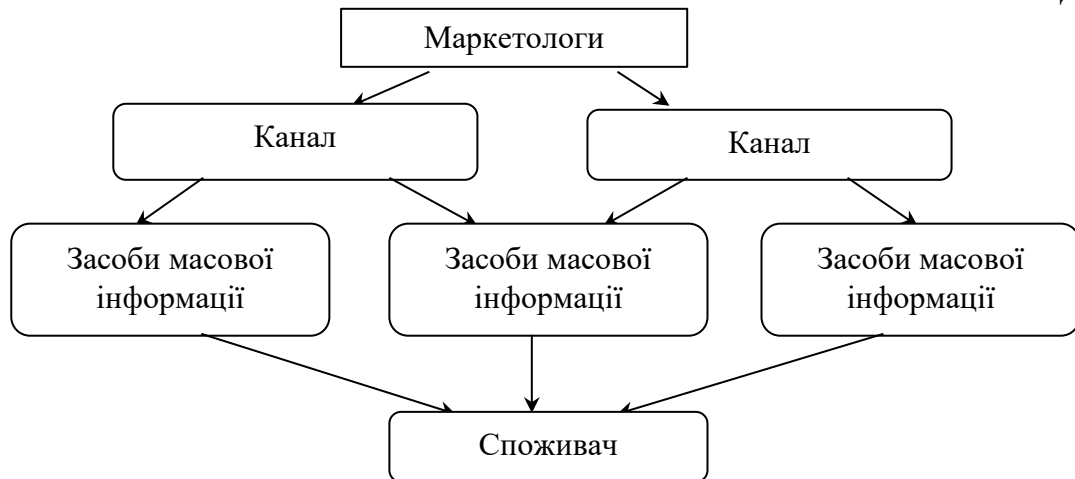 Маркетологи
Канал
Канал
Засоби масової
інформації
Засоби масової
інформації
Засоби масової
інформації
Споживач